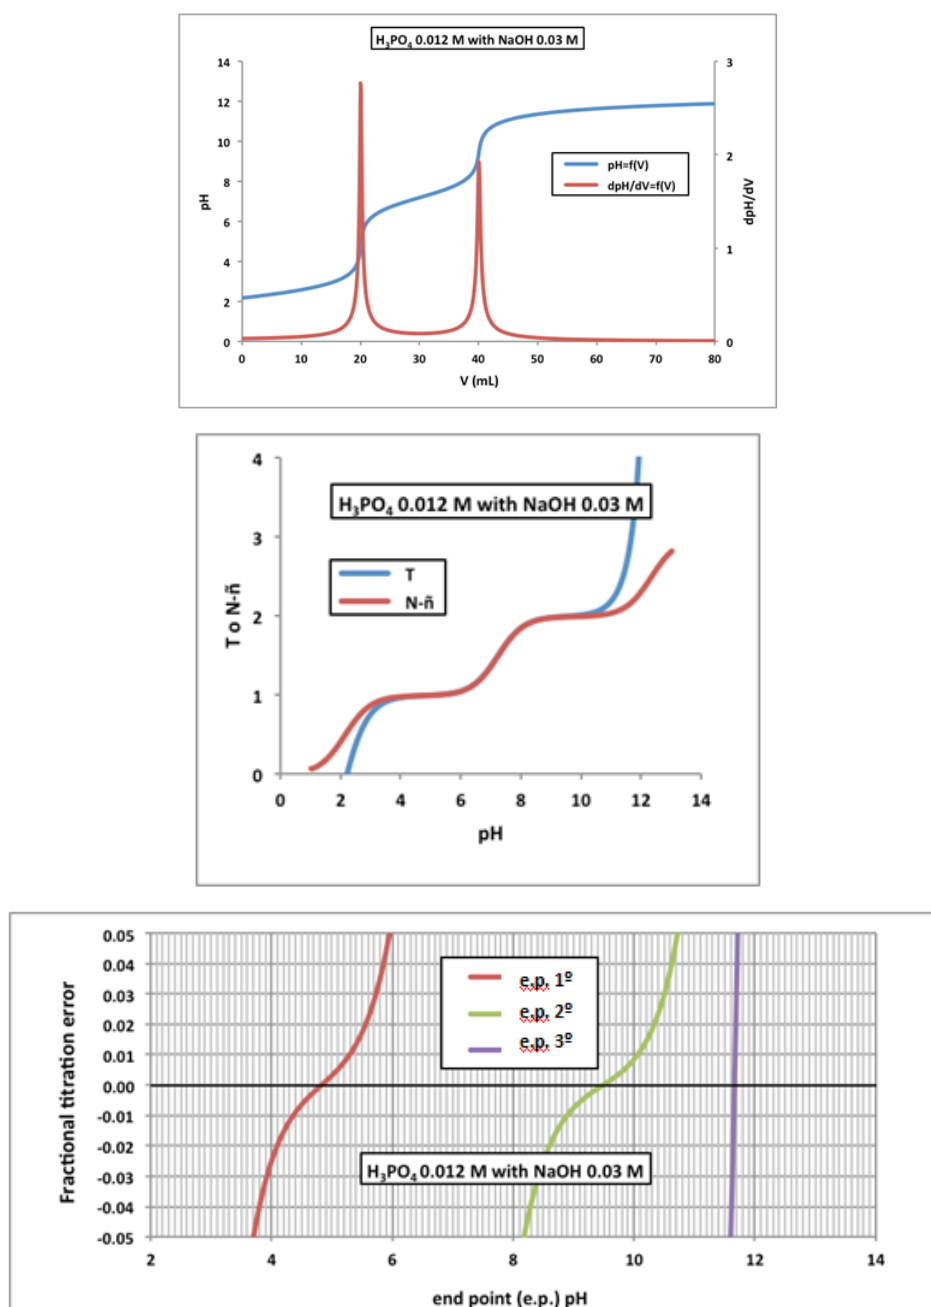 H₃PO₄ 0.012 M with NaOH 0.03 M
14
12
10
8
6
4
2
0
pH
3
2
1
0
dpH/dV
pH=f(V)
dpH/dV=f(V)
0 10 20 30 40 50 60 70 80
V (mL)
4
3
2
1
0
T o N-ñ
H₃PO₄ 0.012 M with NaOH 0.03 M
T
N-ñ
0 2 4 6 8 10 12 14
pH
0.05
0.04
0.03
0.02
0.01
0.00
-0.01
-0.02
-0.03
-0.04
-0.05
Fractional titration error
e.p. 1º
e.p. 2º
e.p. 3º
H₃PO₄ 0.012 M with NaOH 0.03 M
2 4 6 8 10 12 14
end point (e.p.) pH